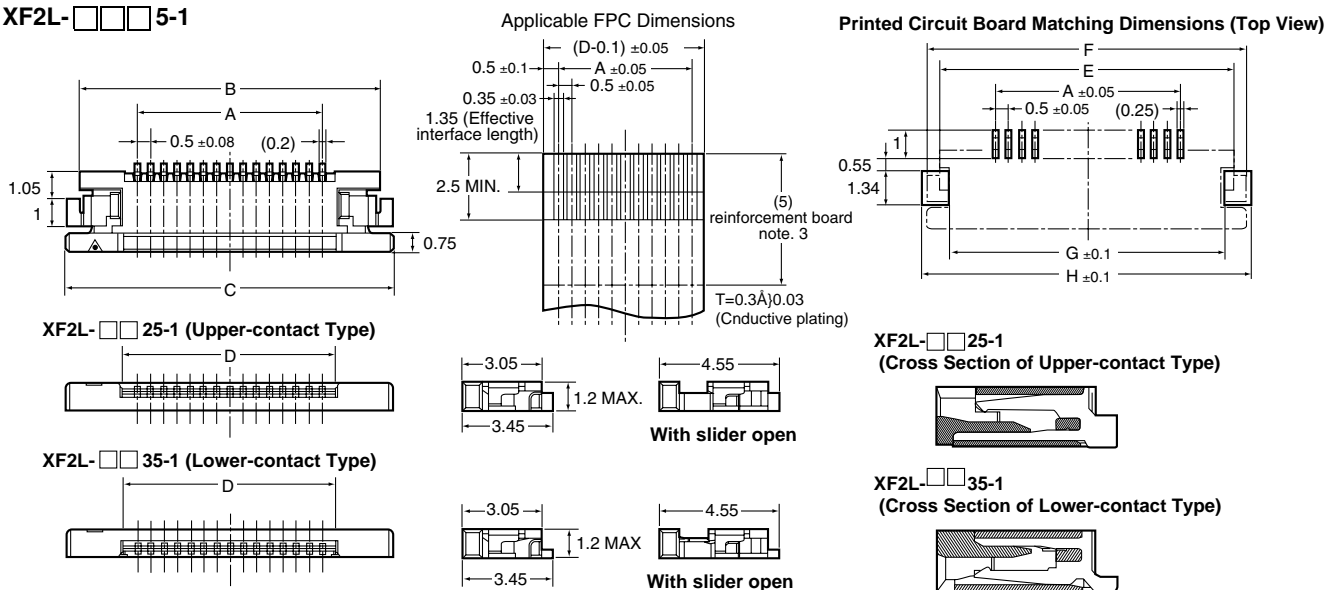 XF2L-□□□5-1
B
A
0.5 ±0.08
(0.2)
1.05
1
0.75
C
XF2L- □□ 25-1 (Upper-contact Type)
D
XF2L- □□ 35-1 (Lower-contact Type)
D
Applicable FPC Dimensions
(D-0.1) ±0.05
0.5 ±0.1
A ±0.05
0.5 ±0.05
0.35 ±0.03
1.35 (Effective
interface length)
2.5 MIN.
(5)
reinforcement board
note. 3
T=0.3Å}0.03
(Cnductive plating)
3.05
4.55
1.2 MAX.
3.45
With slider open
3.05
4.55
1.2 MAX
3.45
With slider open
Printed Circuit Board Matching Dimensions (Top View)
F
E
A ±0.05
0.5 ±0.05
(0.25)
1
0.55
1.34
G ±0.1
H ±0.1
XF2L-□□25-1
(Cross Section of Upper-contact Type)
XF2L-□□35-1
(Cross Section of Lower-contact Type)